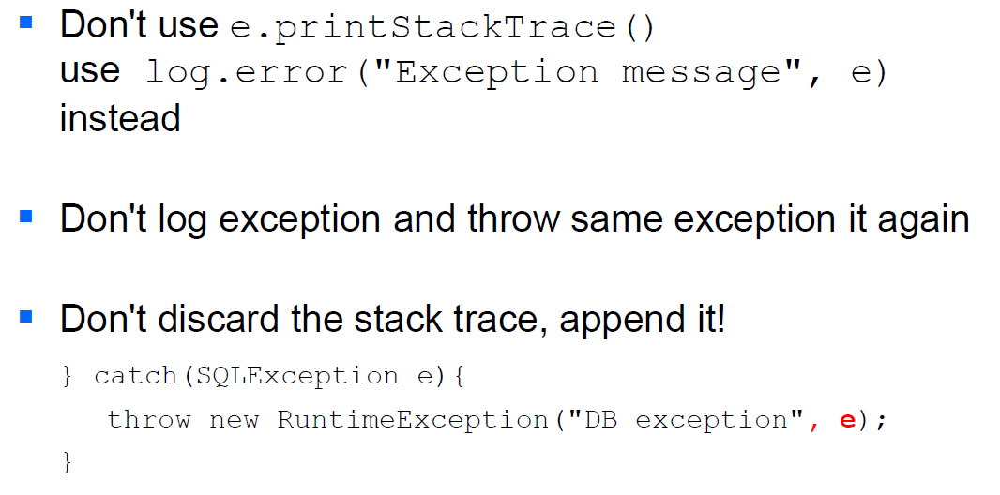 Don't use e.printStackTrace()
use log.error("Exception message", e)
instead
Don't log exception and throw same exception it again
Don't discard the stack trace, append it!
} catch(SQLException e){
throw new RuntimeException("DB exception", e);
}